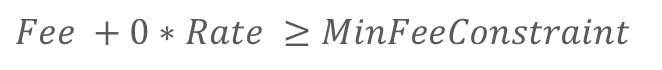 Fee + 0 * Rate ≥ MinFeeConstraint